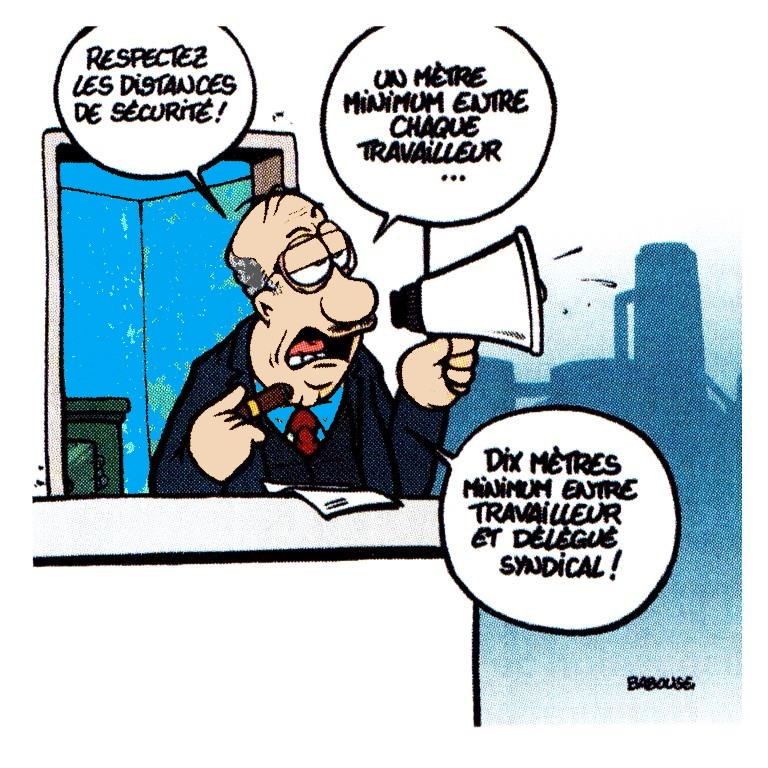 RESPECTEZ
LES DISTANCES
DE SÉCURITÉ!
UN MÈTRE
MINIMUM ENTRE
CHAQUE
TRAVAILLEUR
...
DIX MÈTRES
MINIMUM ENTRE
TRAVAILLEUR
ET DÉLÉGUÉ
SYNDICAL!
BABOUSE.